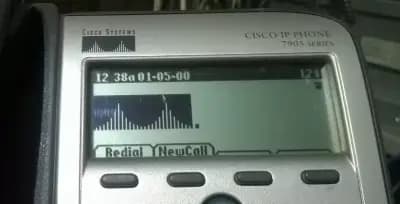 CISCO SYSTEMS
CISCO IP PHONE
7905 SERIES
12 38a 01-05-00
Redial NewCall